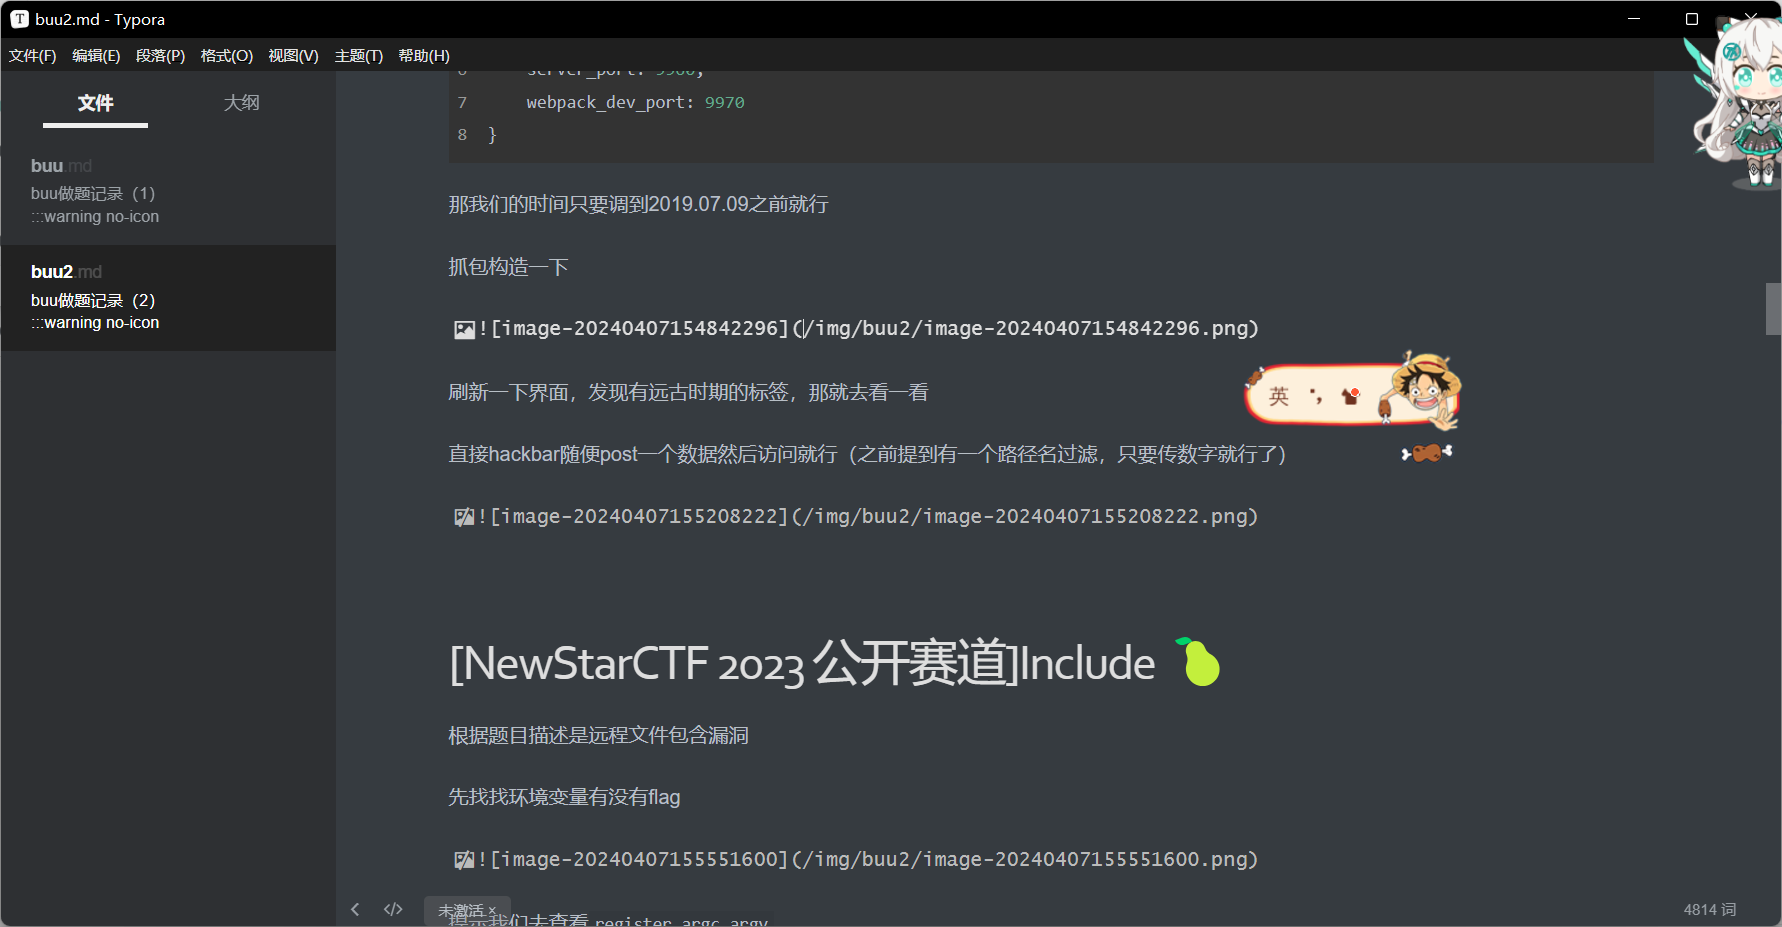 buu2.md - Typora
文件(F) 编辑(E) 段落(P) 格式(O) 视图(V) 主题(T) 帮助(H)
文件 大纲
buu.md
buu做题记录（1）
:::warning no-icon
buu2.md
buu做题记录（2）
:::warning no-icon
6 server_port: 9960,
7 webpack_dev_port: 9970
8 }
那我们的时间只要调到2019.07.09之前就行
抓包构造一下
![image-20240407154842296](/img/buu2/image-20240407154842296.png)
刷新一下界面，发现有远古时期的标签，那就去看一看
英
直接hackbar随便post一个数据然后访问就行（之前提到有一个路径名过滤，只要传数字就行了）
![image-20240407155208222](/img/buu2/image-20240407155208222.png)
[NewStarCTF 2023 公开赛道]Include 🍐
根据题目描述是远程文件包含漏洞
先找找环境变量有没有flag
![image-20240407155551600](/img/buu2/image-20240407155551600.png)
提示我们去查看 register_argc_argv
未激活 ×
4814 词